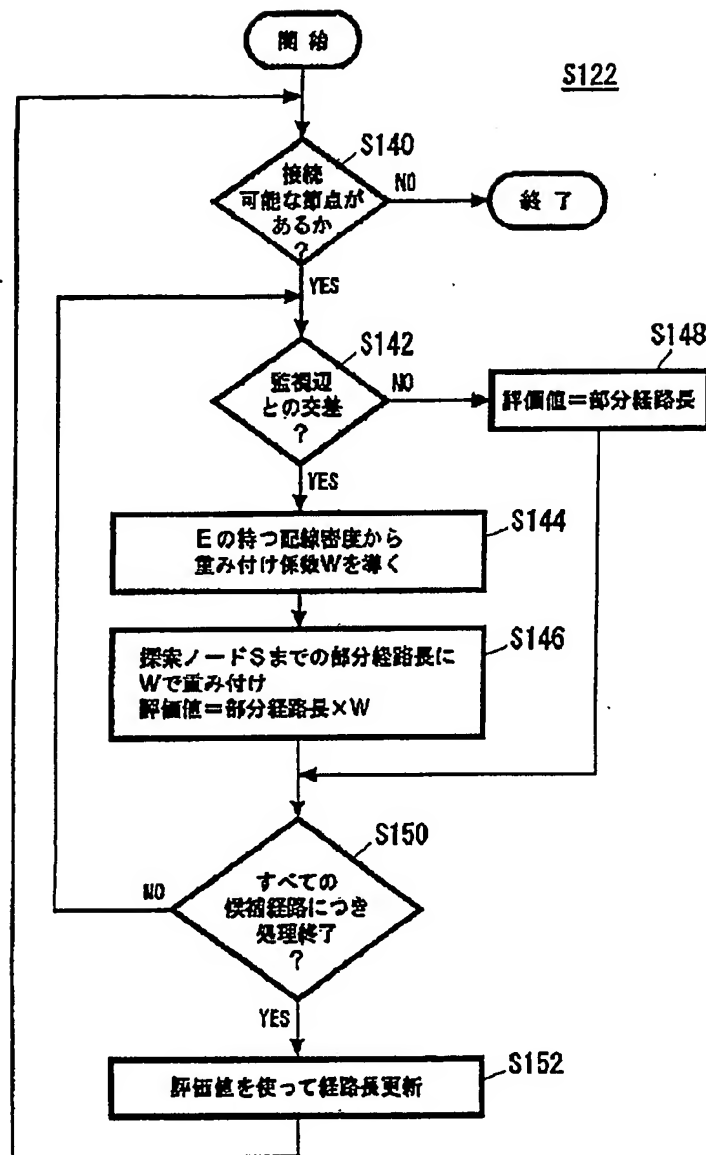 開始
S122
S140
接続
可能な節点が
あるか
?
NO
終了
YES
S142
監視辺
との交差
?
NO
S148
評価値=部分経路長
YES
S144
Eの持つ配線密度から
重み付け係数Wを導く
S146
探索ノードSまでの部分経路長に
Wで重み付け
評価値=部分経路長×W
S150
すべての
候補経路につき
処理終了
?
NO
YES
S152
評価値を使って経路長更新